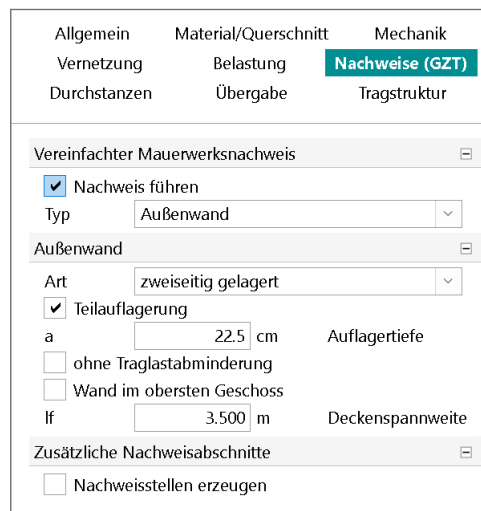 Allgemein Material/Querschnitt Mechanik
Vernetzung Belastung Nachweise (GZT)
Durchstanzen Übergabe Tragstruktur
Vereinfachter Mauerwerksnachweis
Nachweis führen
Typ Außenwand
Außenwand
Art zweiseitig gelagert
Teilauflagerung
a 22.5 cm Auflagertiefe
ohne Traglastabminderung
Wand im obersten Geschoss
lf 3.500 m Deckenspannweite
Zusätzliche Nachweisabschnitte
Nachweisstellen erzeugen